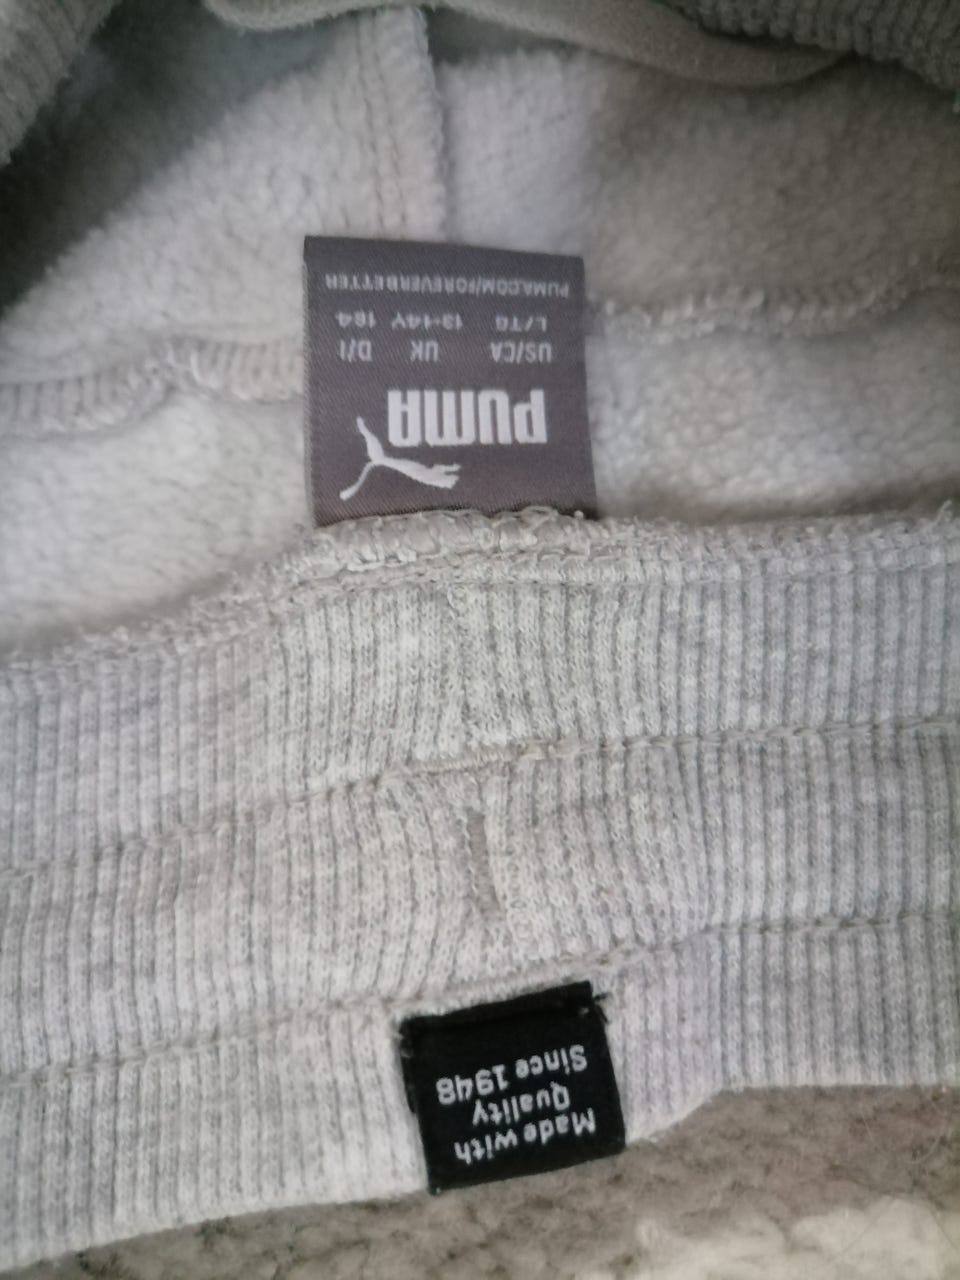 Made with
Quality
Since 1948
PUMA
US/CA UK D/I
L/TG 13-14Y 164
PUMA.COM/FOREVERBETTER